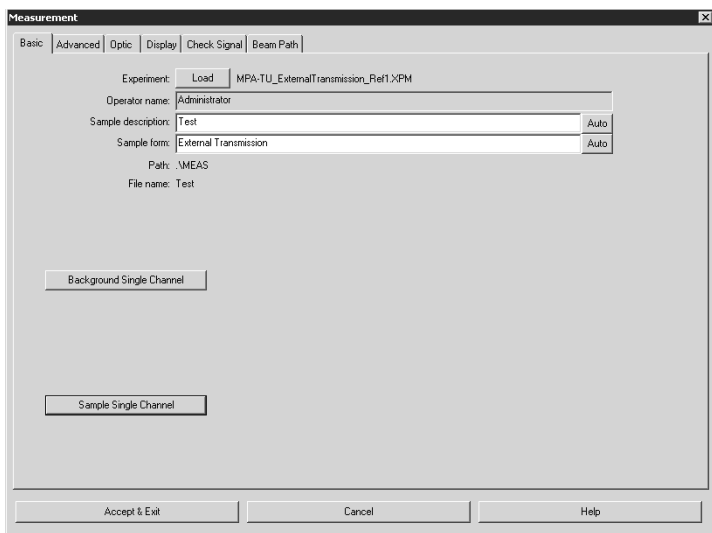 Measurement
Basic Advanced Optic Display Check Signal Beam Path
Experiment: Load MPA-TU_ExternalTransmission_Ref1.XPM
Operator name: Administrator
Sample description: Test Auto
Sample form: External Transmission Auto
Path: .\MEAS
File name: Test
Background Single Channel
Sample Single Channel
Accept & Exit Cancel Help